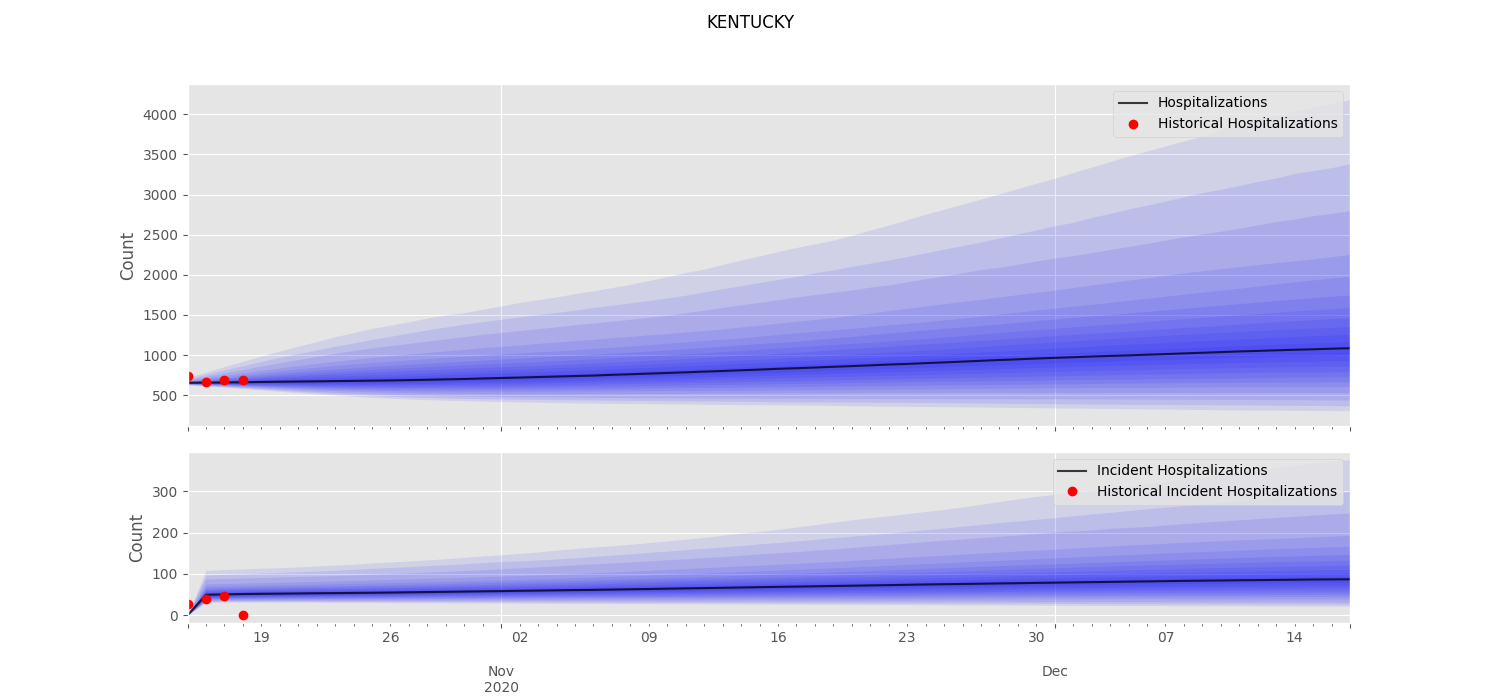 KENTUCKY
4000
3500
3000
2500
2000
1500
1000
500
Count
Hospitalizations
Historical Hospitalizations
300
200
100
0
Count
Incident Hospitalizations
Historical Incident Hospitalizations
19 26 02 09 16 23 30 07 14
Nov Dec
2020